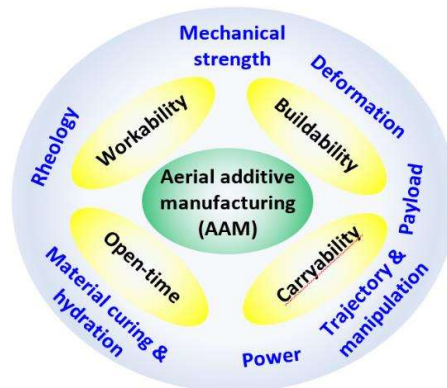 Mechanical
strength
Deformation
Rheology
Workability
Buildability
Aerial additive
manufacturing
(AAM)
Payload
Open-time
Carryability
Material curing &
hydration
Trajectory &
manipulation
Power